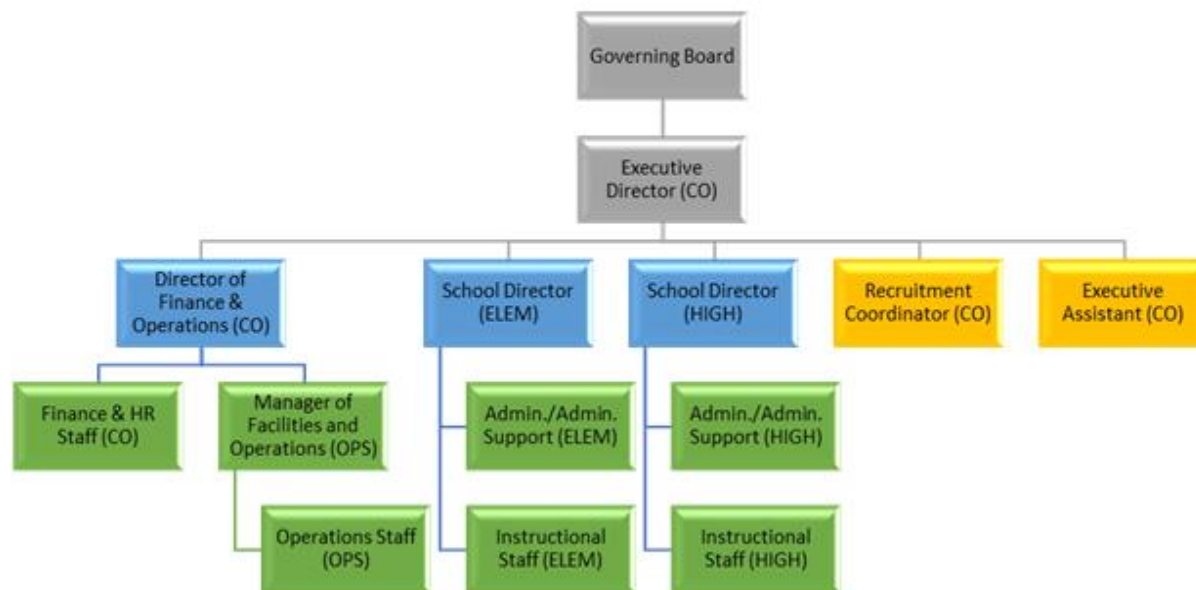 Governing Board
Executive
Director (CO)
Director of
Finance &
Operations (CO)
School Director
(ELEM)
School Director
(HIGH)
Recruitment
Coordinator (CO)
Executive
Assistant (CO)
Finance & HR
Staff (CO)
Manager of
Facilities and
Operations (OPS)
Admin./Admin.
Support (ELEM)
Admin./Admin.
Support (HIGH)
Operations Staff
(OPS)
Instructional
Staff (ELEM)
Instructional
Staff (HIGH)